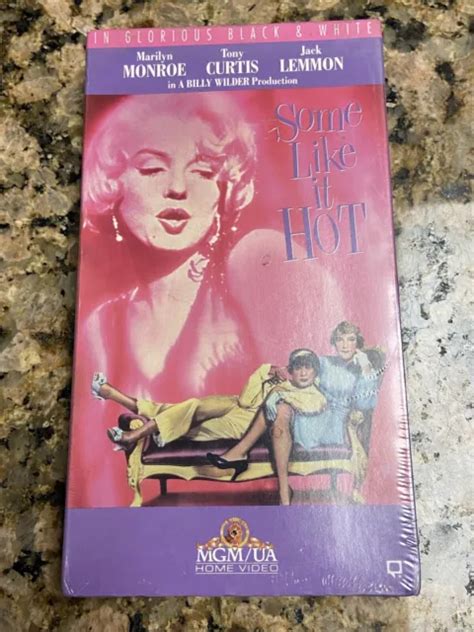 IN GLORIOUS BLACK & WHITE
Marilyn MONROE
Tony CURTIS
Jack LEMMON
in A BILLY WILDER Production
Some
Like
it
HOT
MGM/UA
HOME VIDEO